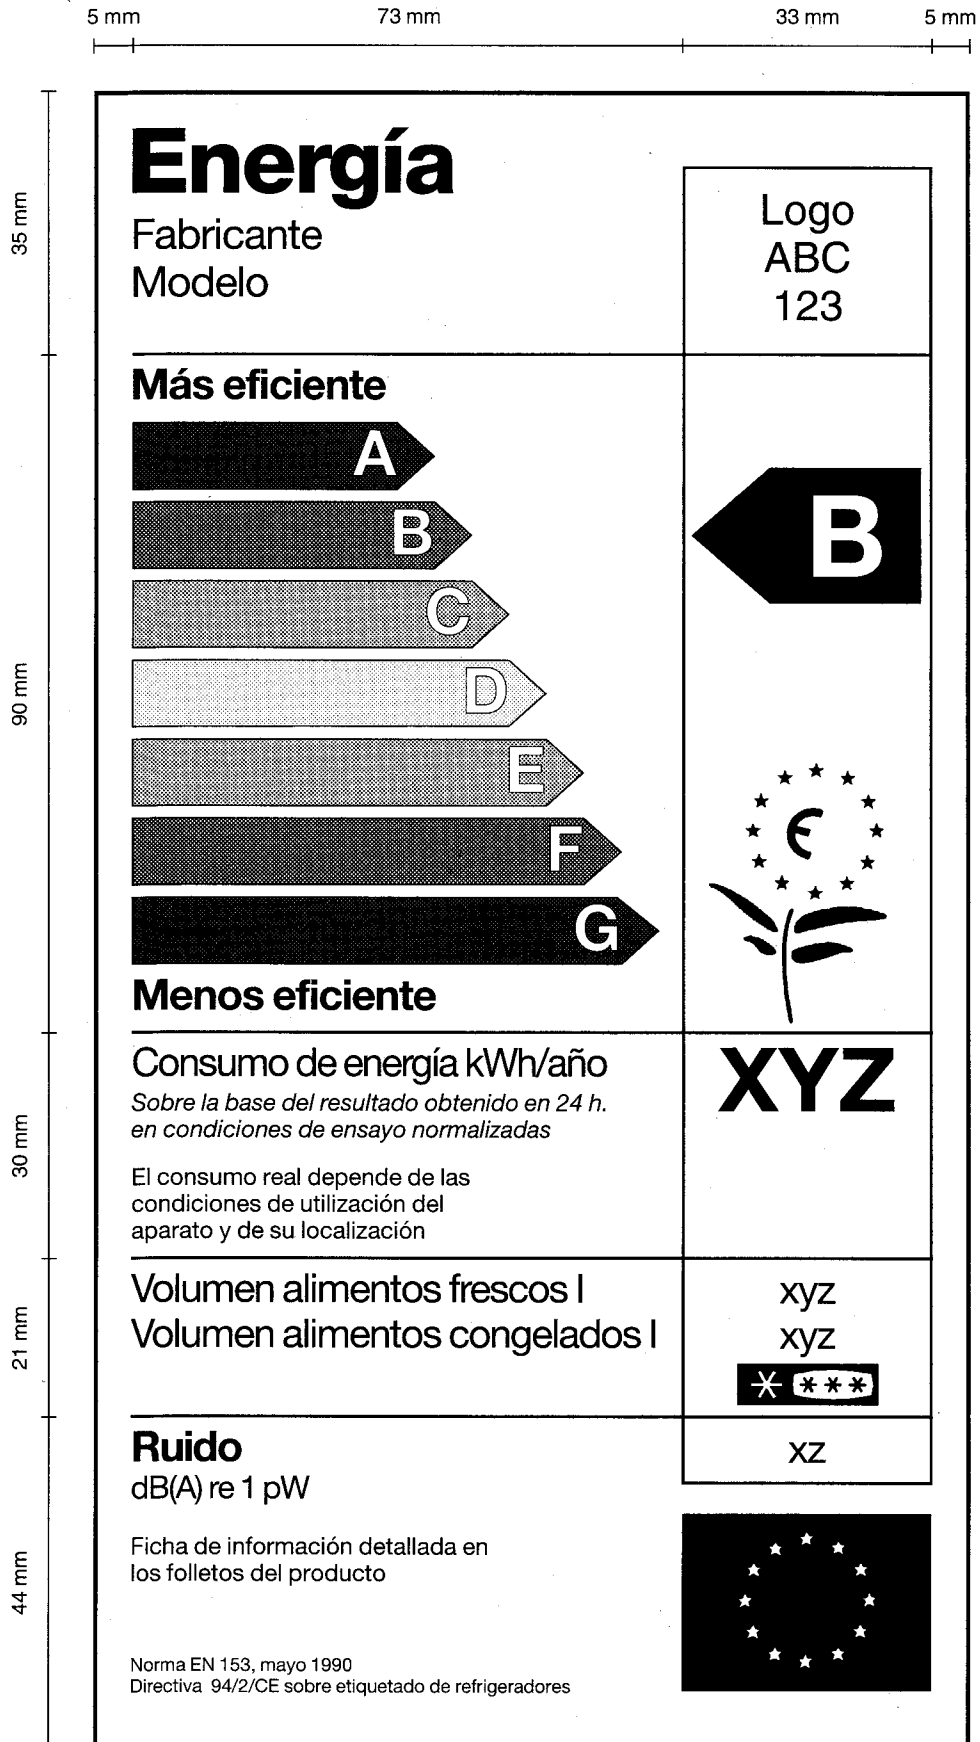 5 mm 73 mm 33 mm 5 mm
35 mm
Energía
Fabricante
Modelo
Logo
ABC
123
90 mm
Más eficiente
A
B
C
D
E
F
G
Menos eficiente
B
30 mm
Consumo de energía kWh/año
Sobre la base del resultado obtenido en 24 h.
en condiciones de ensayo normalizadas
El consumo real depende de las
condiciones de utilización del
aparato y de su localización
XYZ
21 mm
Volumen alimentos frescos l
xyz
Volumen alimentos congelados l
xyz
44 mm
Ruido
dB(A) re 1 pW
xz
Ficha de información detallada en
los folletos del producto
Norma EN 153, mayo 1990
Directiva 94/2/CE sobre etiquetado de refrigeradores